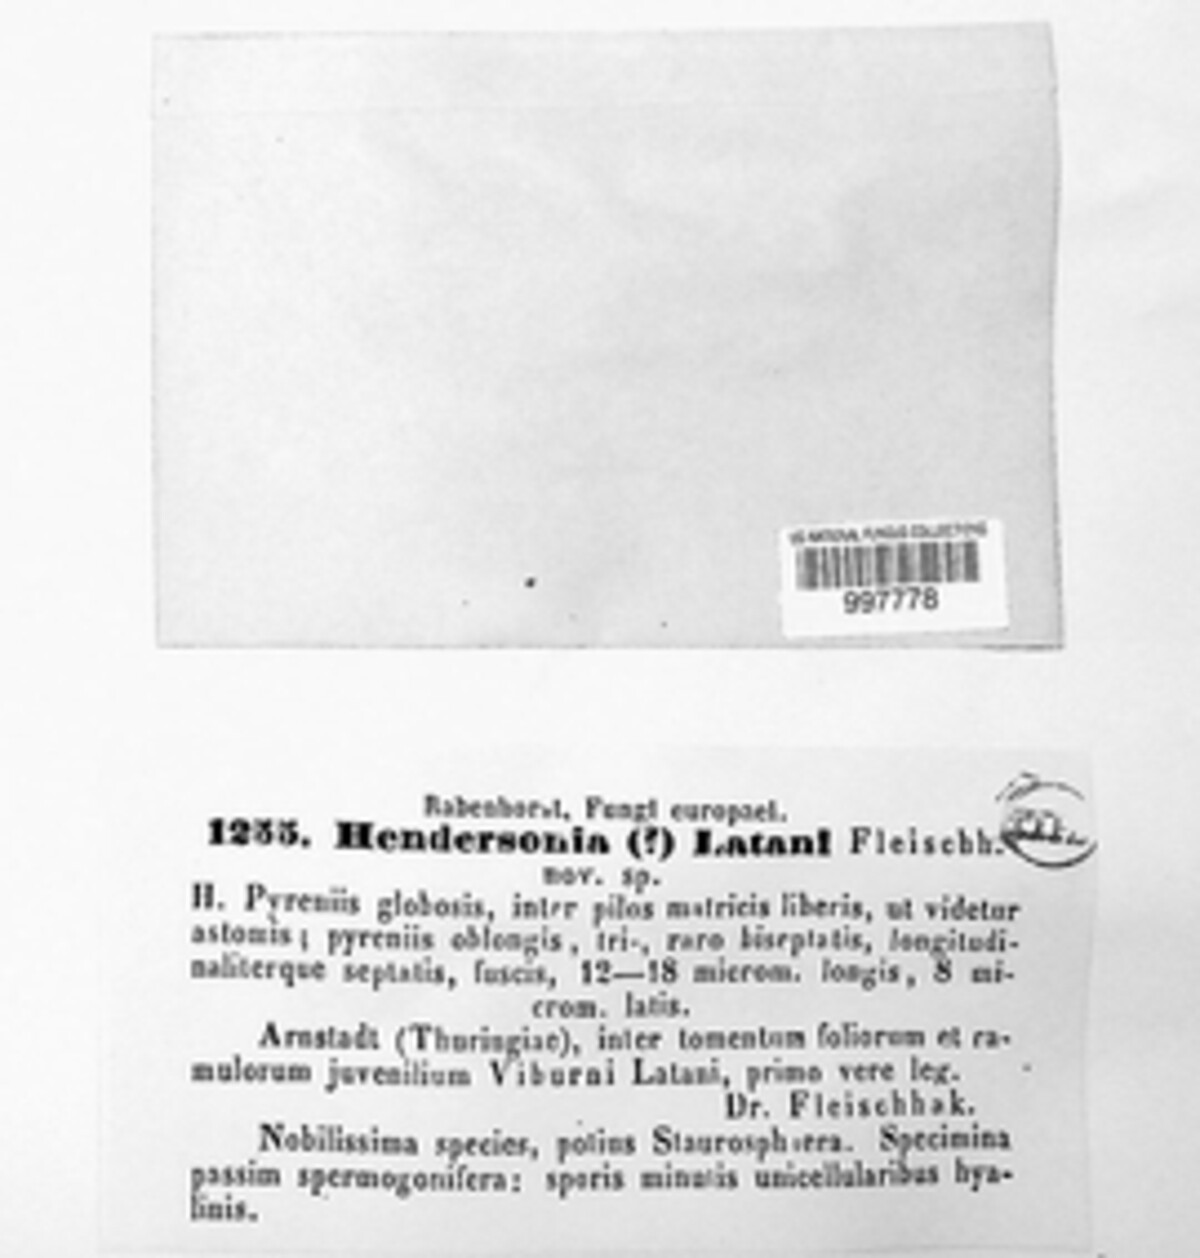 US NATIONAL FUNGUS COLLECTIONS
997778
Rabenhorst, Fungi europaei.
1255. Hendersonia (?) Latani Fleischh.
nov. sp.
H. Pyreniis globosis, inter pilos matricis liberis, ut videtur
astomis; pyreniis oblongis, tri-, raro biseptatis, longitudi-
naliterque septatis, fuscis, 12—18 microm. longis, 8 mi-
crom. latis.
Arnstadt (Thuringiae), inter tomentum foliorum et ra-
mulorum juvenilium Viburni Latani, primo vere leg.
Dr. Fleischhak.
Nobilissima species, potius Staurosphaera. Specimina
passim spermogonifera: sporis minutis unicellularibus hya-
linis.